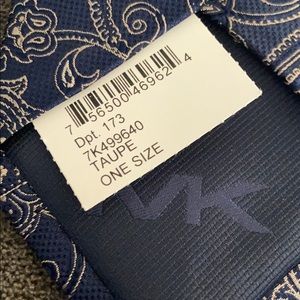 7 56500 46962 4
Dpt. 173
7K499640
TAUPE
ONE SIZE
MK